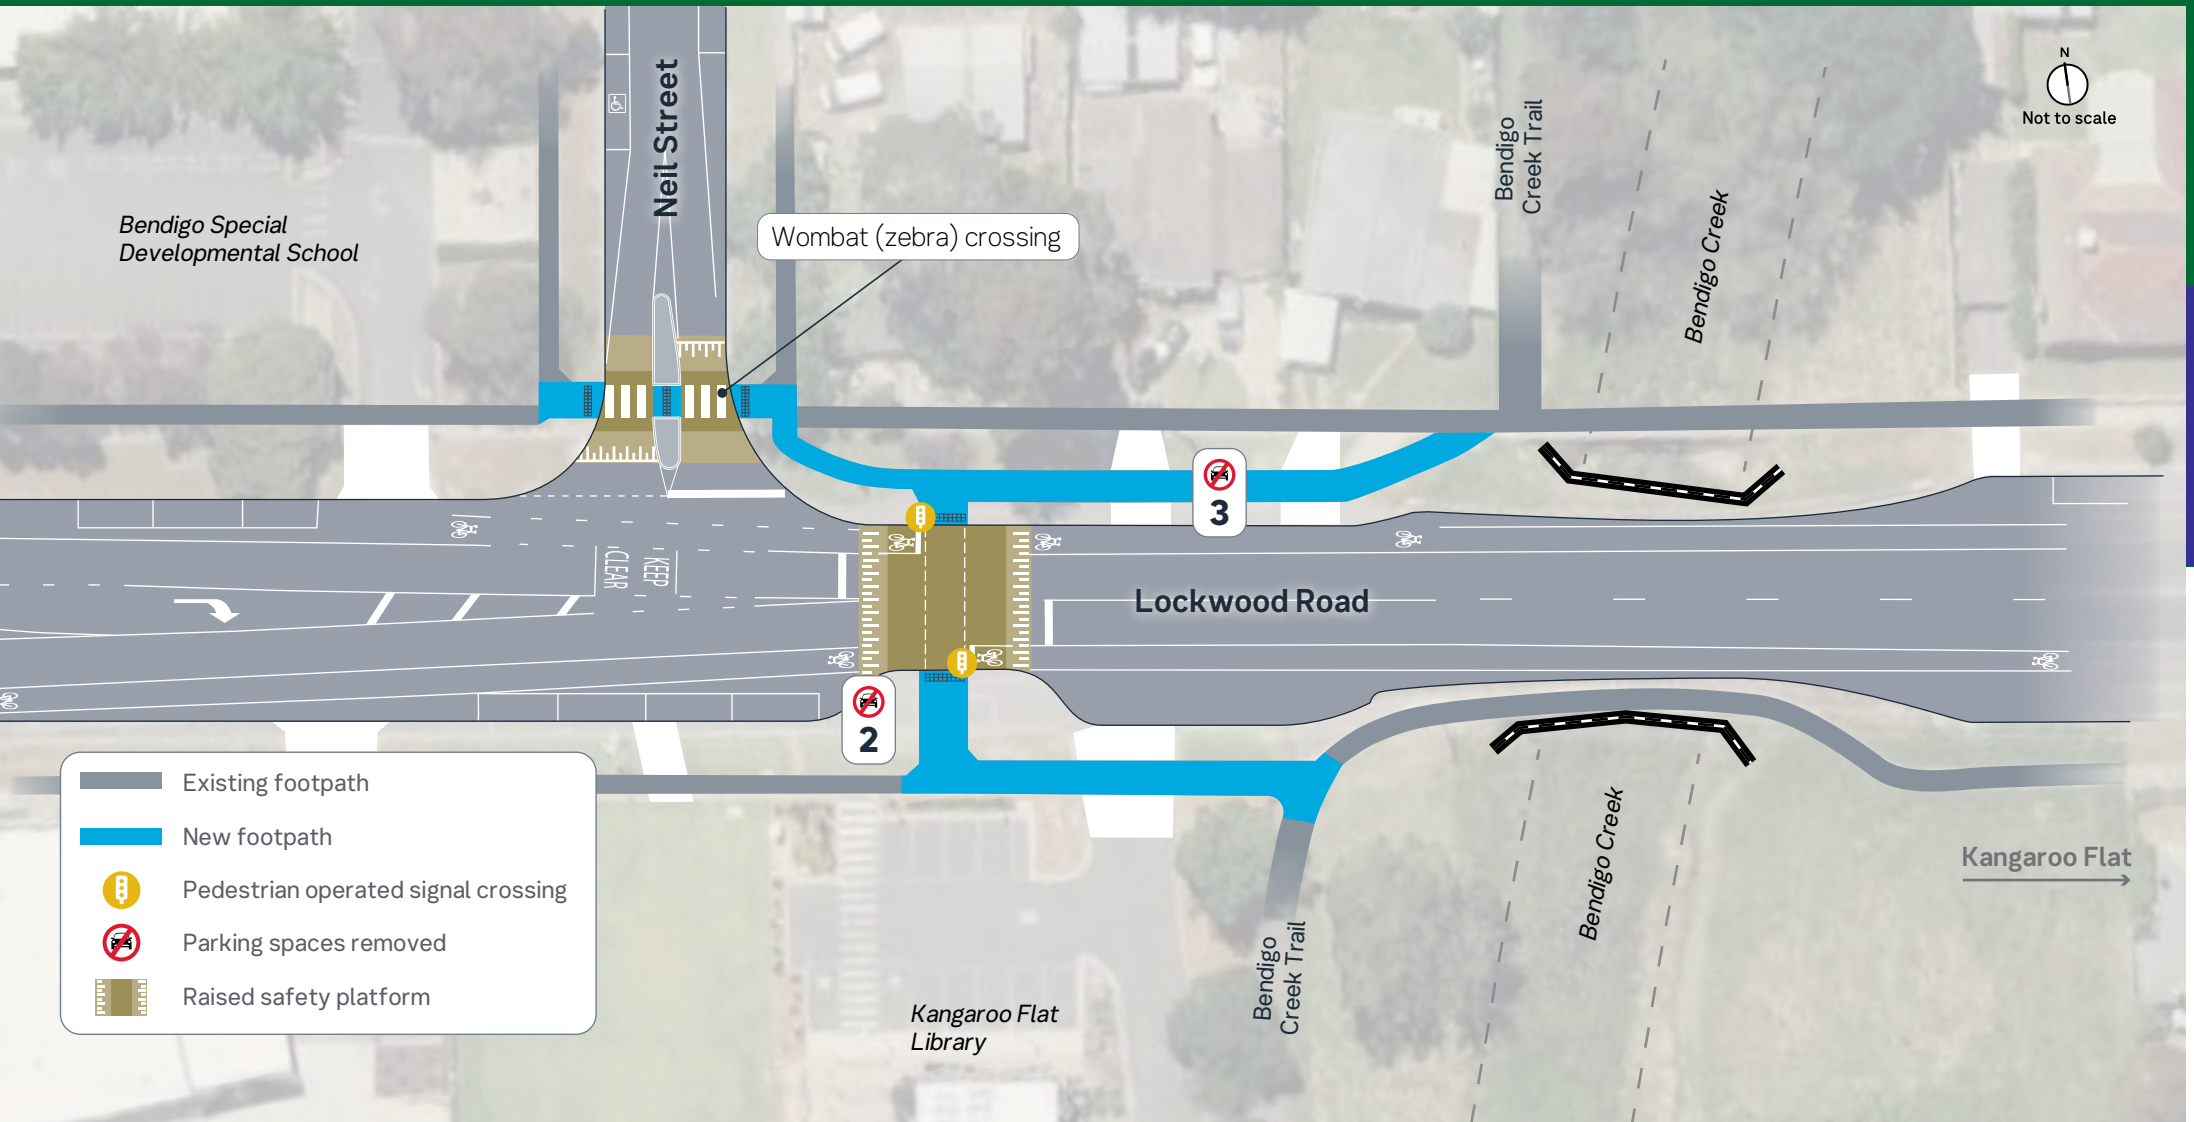 N
Not to scale
Neil Street
Bendigo
Creek Trail
Bendigo Creek
Bendigo Special
Developmental School
Wombat (zebra) crossing
3
KEEP
CLEAR
Lockwood Road
2
Existing footpath
New footpath
Pedestrian operated signal crossing
Parking spaces removed
Raised safety platform
Bendigo Creek
Kangaroo Flat
Bendigo
Creek Trail
Kangaroo Flat
Library